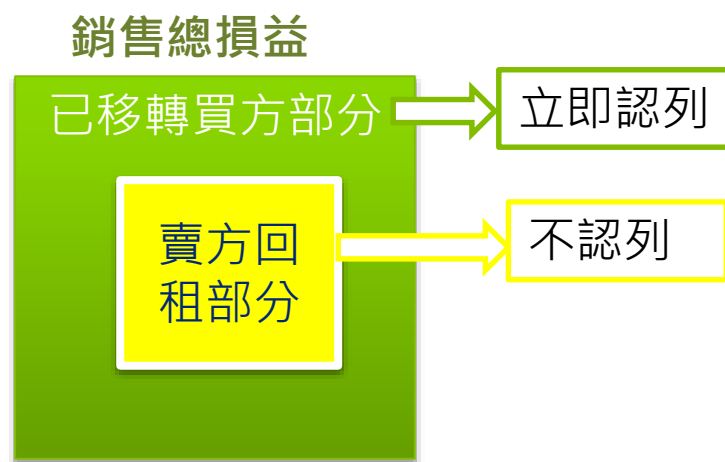 銷售總損益
已移轉買方部分
立即認列
賣方回
租部分
不認列